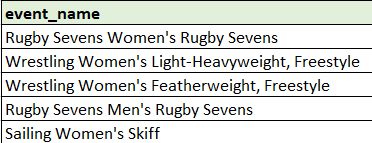 event_name
Rugby Sevens Women's Rugby Sevens
Wrestling Women's Light-Heavyweight, Freestyle
Wrestling Women's Featherweight, Freestyle
Rugby Sevens Men's Rugby Sevens
Sailing Women's Skiff